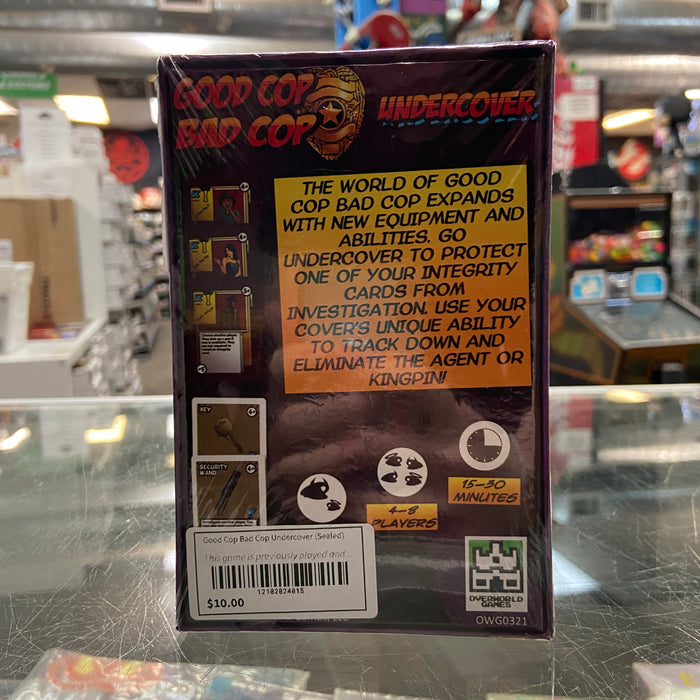 GOOD COP
BAD COP
UNDERCOVER
THE WORLD OF GOOD
COP BAD COP EXPANDS
WITH NEW EQUIPMENT AND
ABILITIES. GO
UNDERCOVER TO PROTECT
ONE OF YOUR INTEGRITY
CARDS FROM
INVESTIGATION. USE YOUR
COVER'S UNIQUE ABILITY
TO TRACK DOWN AND
ELIMINATE THE AGENT OR
KINGPIN!
KEY
SECURITY
WAND
4-8
PLAYERS
15-30
MINUTES
Good Cop Bad Cop Undercover (Sealed)
This game is previously played and...
12102024015
$10.00
OVERWORLD
GAMES
OWG0321